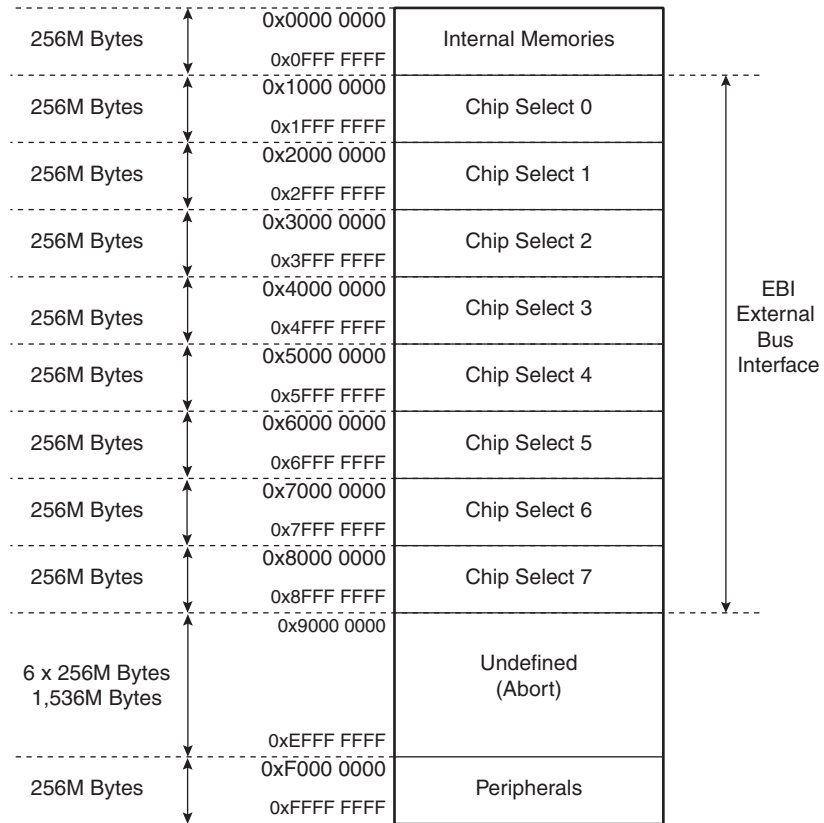 0x0000 0000
256M Bytes
Internal Memories
0x0FFF FFFF
0x1000 0000
256M Bytes
Chip Select 0
0x1FFF FFFF
0x2000 0000
256M Bytes
Chip Select 1
0x2FFF FFFF
0x3000 0000
256M Bytes
Chip Select 2
0x3FFF FFFF
0x4000 0000
256M Bytes
Chip Select 3
0x4FFF FFFF
0x5000 0000
256M Bytes
Chip Select 4
0x5FFF FFFF
0x6000 0000
256M Bytes
Chip Select 5
0x6FFF FFFF
0x7000 0000
256M Bytes
Chip Select 6
0x7FFF FFFF
0x8000 0000
256M Bytes
Chip Select 7
0x8FFF FFFF
EBI
External
Bus
Interface
0x9000 0000
6 x 256M Bytes
1,536M Bytes
Undefined
(Abort)
0xEFFF FFFF
0xF000 0000
256M Bytes
Peripherals
0xFFFF FFFF